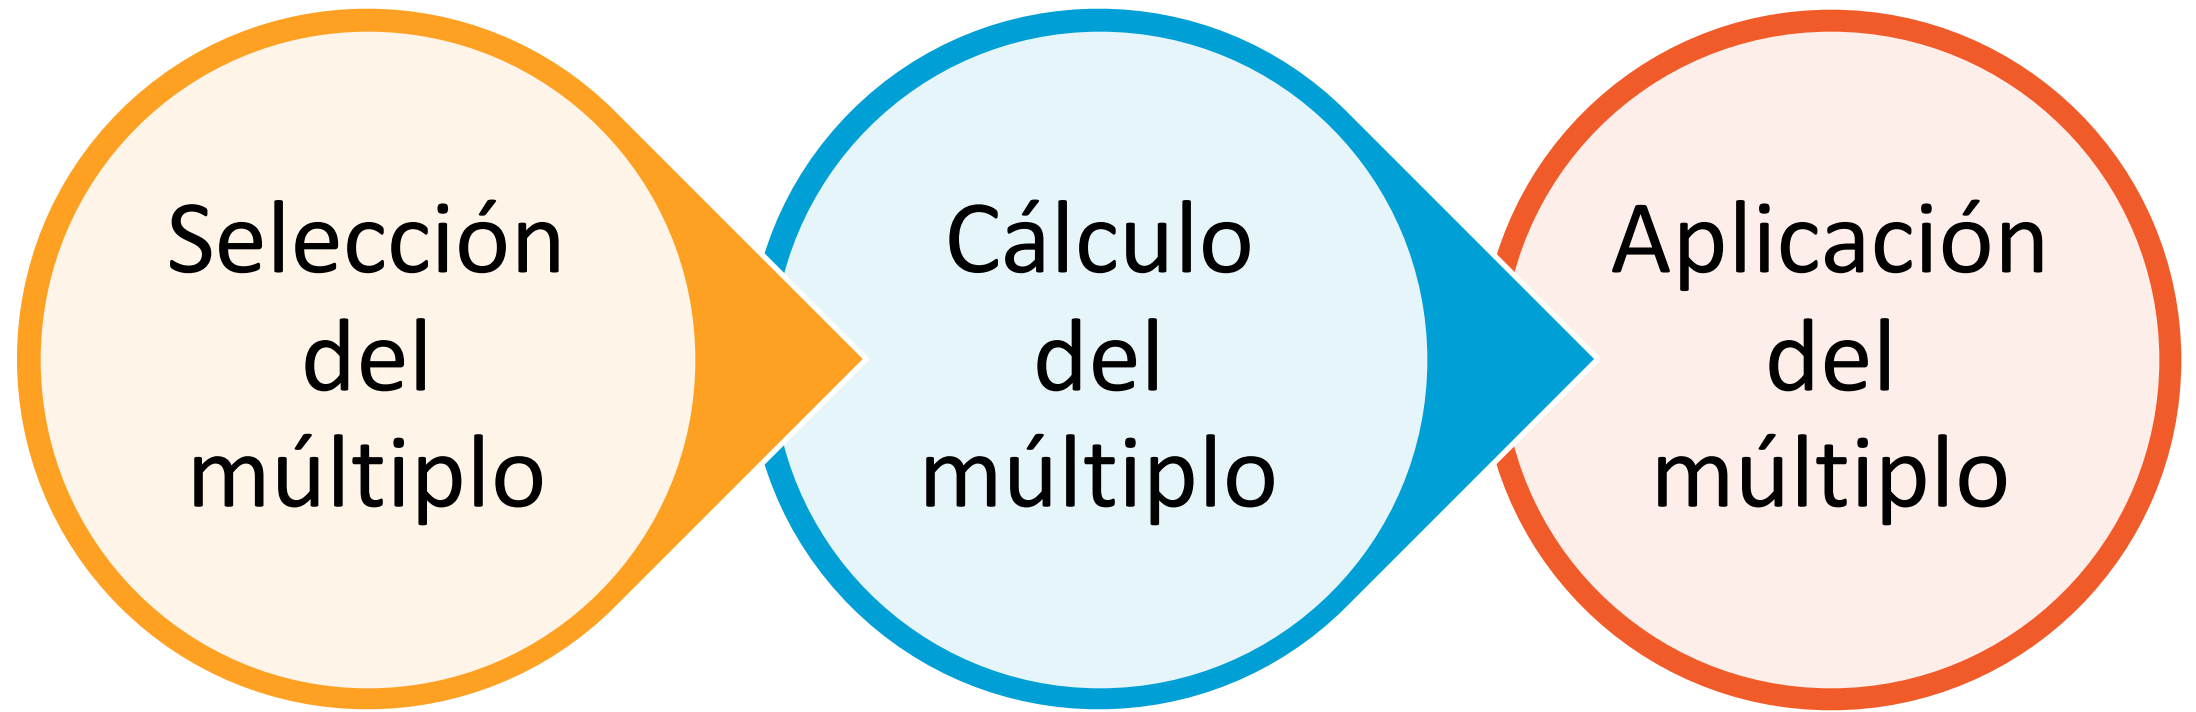 Selección
del
múltiplo
Cálculo
del
múltiplo
Aplicación
del
múltiplo